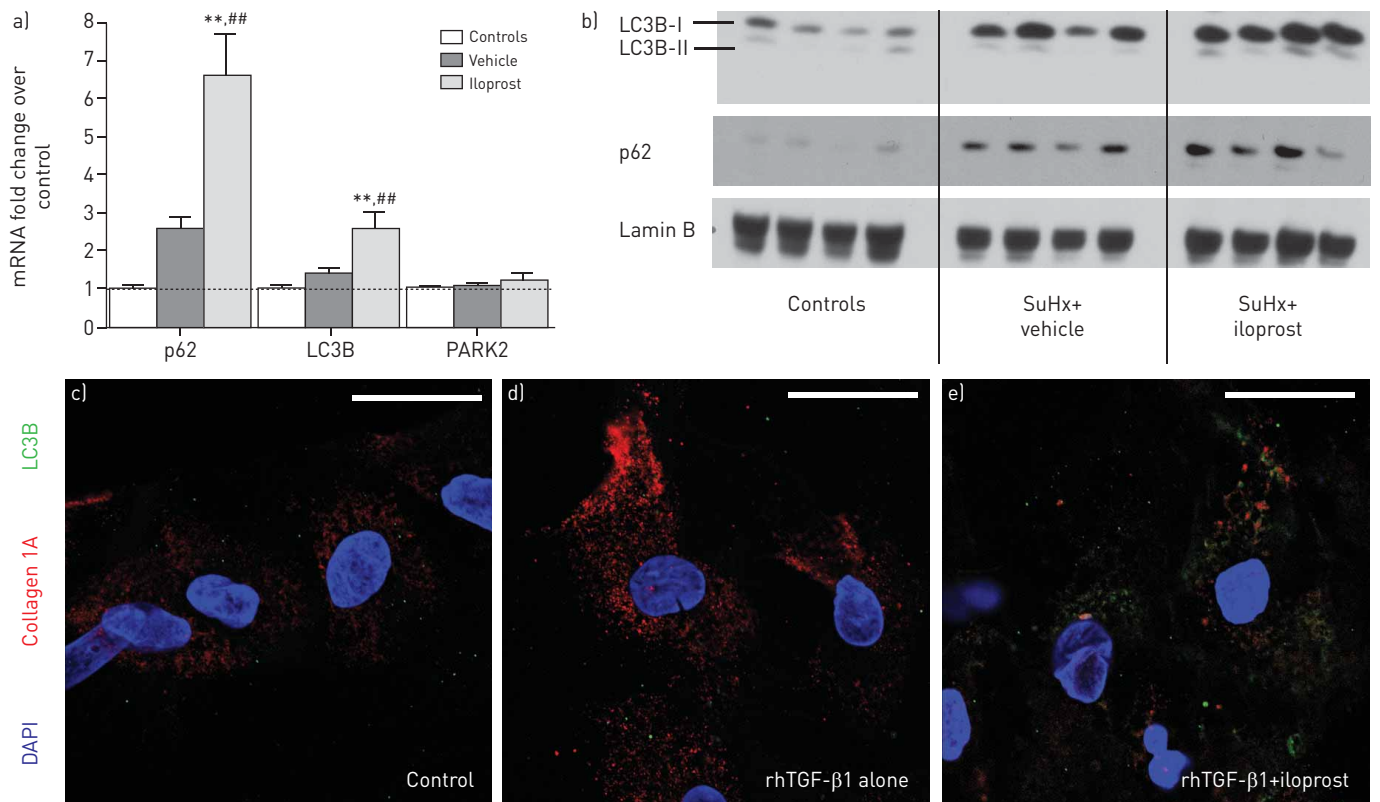 a)
mRNA fold change over
control
8
7
6
5
4
3
2
1
0
**,##
**,##
Controls
Vehicle
Iloprost
p62
LC3B
PARK2
b)
LC3B-I
LC3B-II
p62
Lamin B
Controls
SuHx+
vehicle
SuHx+
iloprost
LC3B
Collagen 1A
DAPI
c)
Control
d)
rhTGF-β1 alone
e)
rhTGF-β1+iloprost